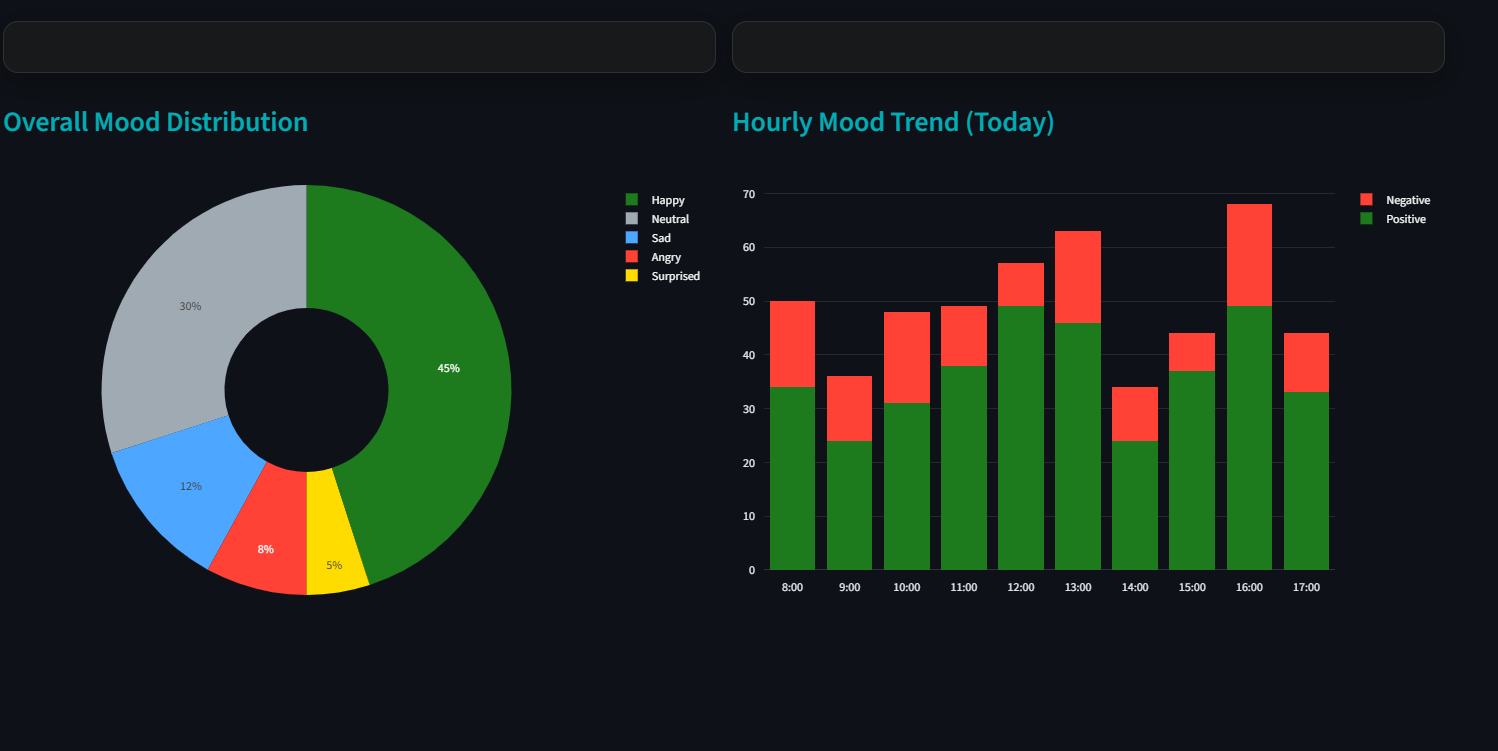 Overall Mood Distribution
Happy
Neutral
Sad
Angry
Surprised
30%
45%
12%
8%
5%
Hourly Mood Trend (Today)
70
60
50
40
30
20
10
0
8:00 9:00 10:00 11:00 12:00 13:00 14:00 15:00 16:00 17:00
Negative
Positive